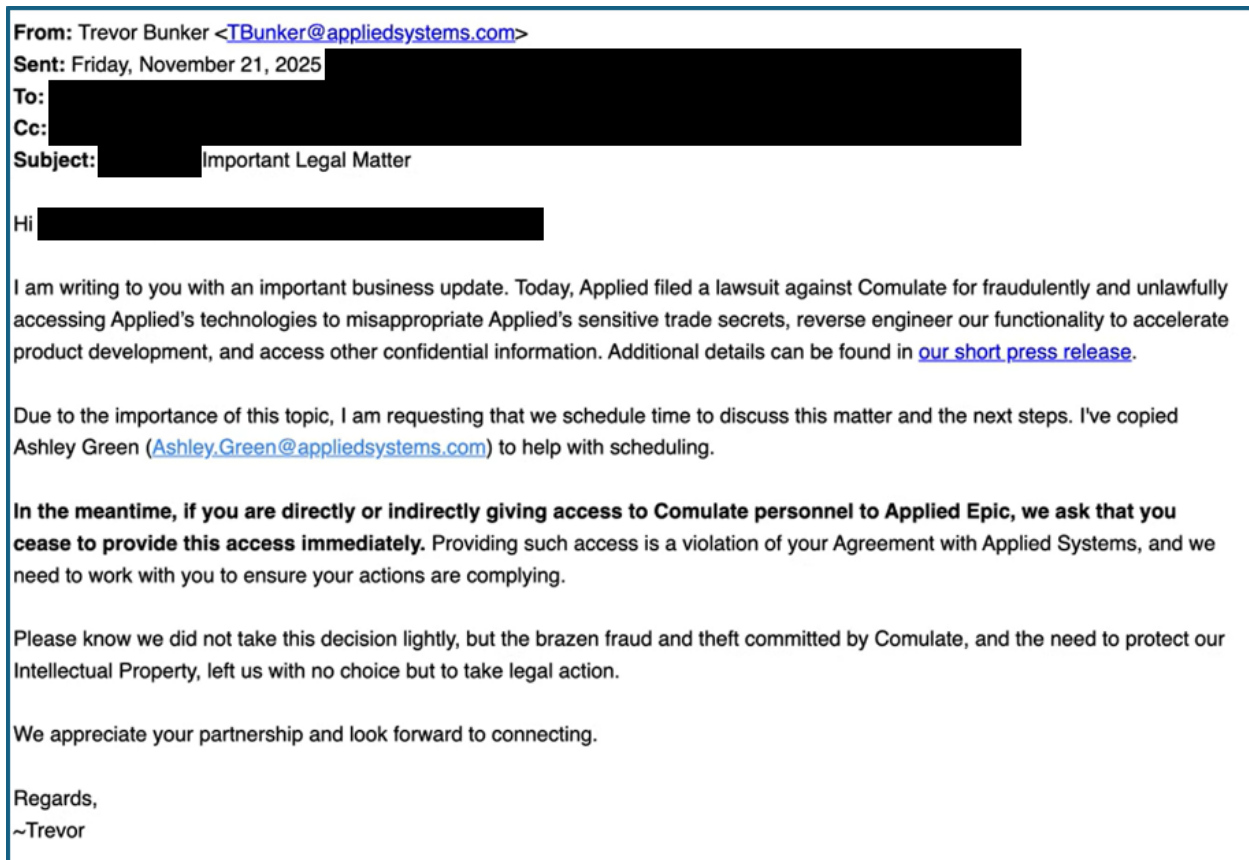 From: Trevor Bunker <TBunker@appliedsystems.com>
Sent: Friday, November 21, 2025
To:
Cc:
Subject: Important Legal Matter
Hi
I am writing to you with an important business update. Today, Applied filed a lawsuit against Comulate for fraudulently and unlawfully
accessing Applied's technologies to misappropriate Applied's sensitive trade secrets, reverse engineer our functionality to accelerate
product development, and access other confidential information. Additional details can be found in our short press release.
Due to the importance of this topic, I am requesting that we schedule time to discuss this matter and the next steps. I've copied
Ashley Green (Ashley.Green@appliedsystems.com) to help with scheduling.
In the meantime, if you are directly or indirectly giving access to Comulate personnel to Applied Epic, we ask that you
cease to provide this access immediately. Providing such access is a violation of your Agreement with Applied Systems, and we
need to work with you to ensure your actions are complying.
Please know we did not take this decision lightly, but the brazen fraud and theft committed by Comulate, and the need to protect our
Intellectual Property, left us with no choice but to take legal action.
We appreciate your partnership and look forward to connecting.
Regards,
~Trevor